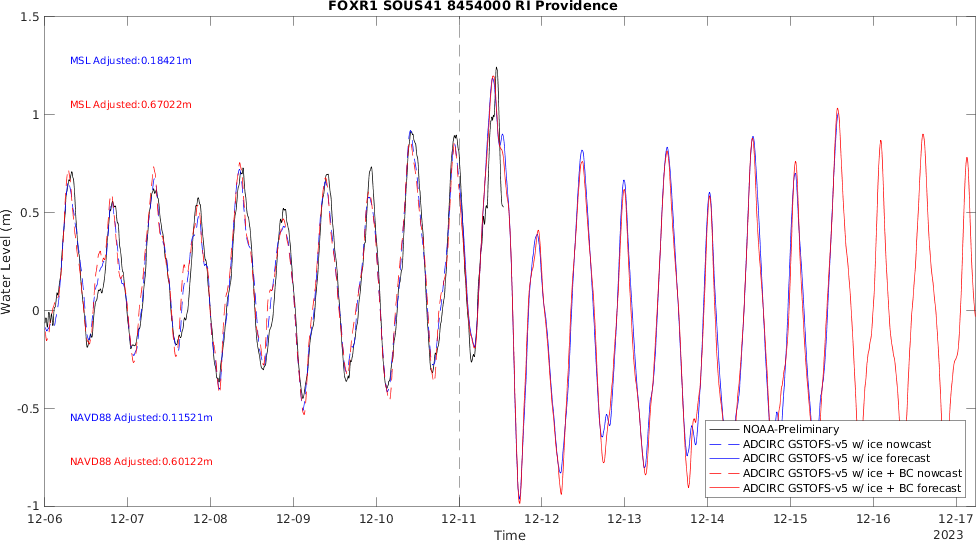 FOXR1 SOUS41 8454000 RI Providence
1.5
1
0.5
0
-0.5
-1
Water Level (m)
MSL Adjusted:0.18421m
MSL Adjusted:0.67022m
NAVD88 Adjusted:0.11521m
NAVD88 Adjusted:0.60122m
NOAA-Preliminary
ADCIRC GSTOFS-v5 w/ ice nowcast
ADCIRC GSTOFS-v5 w/ ice forecast
ADCIRC GSTOFS-v5 w/ ice + BC nowcast
ADCIRC GSTOFS-v5 w/ ice + BC forecast
12-06 12-07 12-08 12-09 12-10 12-11 12-12 12-13 12-14 12-15 12-16 12-17
Time
2023